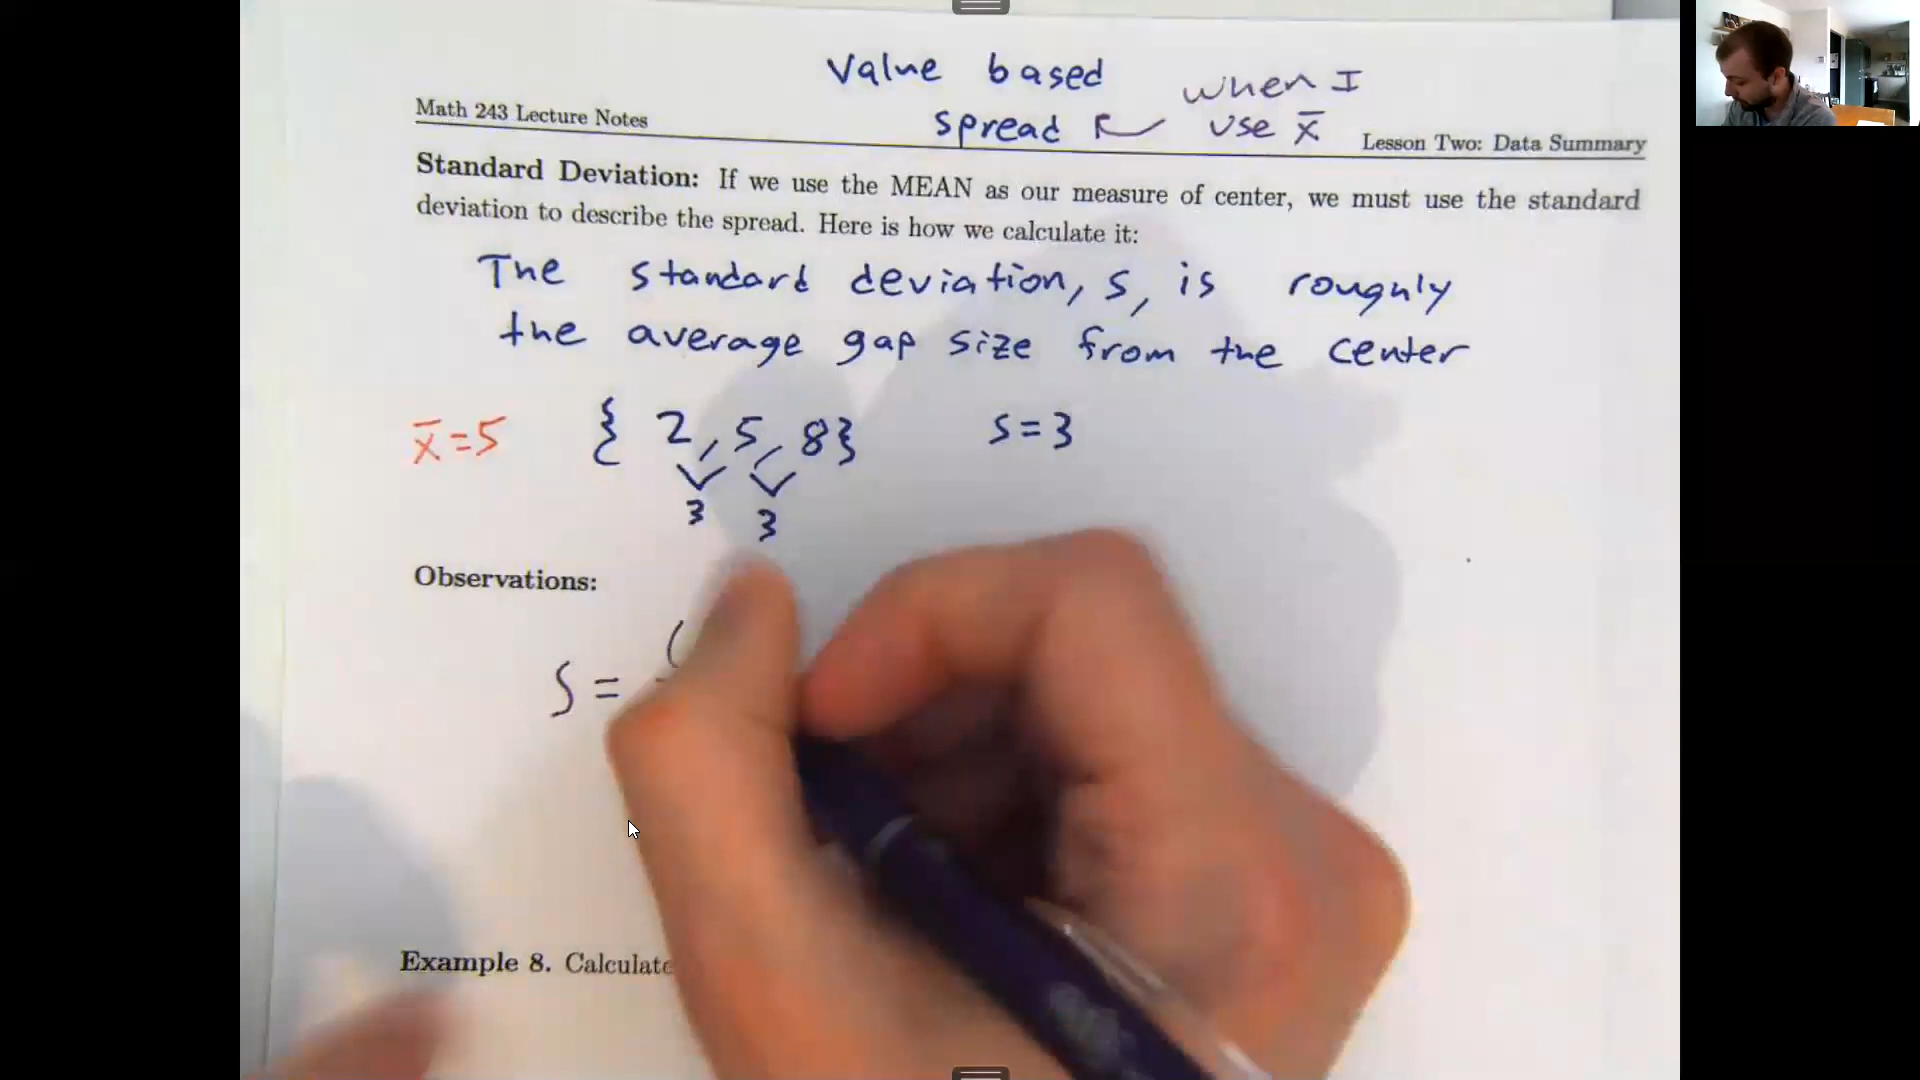 Value based
when I
Math 243 Lecture Notes
spread use x̄
Lesson Two: Data Summary
Standard Deviation: If we use the MEAN as our measure of center, we must use the standard
deviation to describe the spread. Here is how we calculate it:
The standard deviation, s, is roughly
the average gap size from the center
x̄=5 { 2, 5, 8} s=3
3 3
Observations:
S = (
Example 8. Calculate